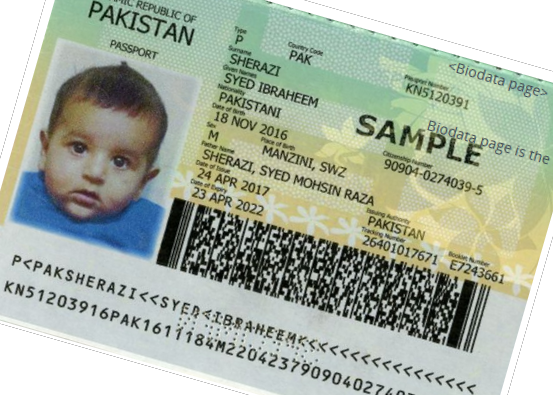 MIC REPUBLIC OF
PAKISTAN
PASSPORT
Type
P
Country Code
PAK
Passport Number
KN5120391
<Biodata page>
Surname
SHERAZI
Given Names
SYED IBRAHEEM
Nationality
PAKISTANI
Date of Birth
18 NOV 2016
SAMPLE
Biodata page is the
Citizenship Number
90904-0274039-5
Sex
M
Place of Birth
MANZINI, SWZ
Father Name
SHERAZI, SYED MOHSIN RAZA
Date of Issue
24 APR 2017
Issuing Authority
PAKISTAN
Date of Expiry
23 APR 2022
Tracking Number
26401017671
Booklet Number
E7243661
P<PAKSHERAZI<<SYED<IBRAHEEM<<<<<<<<<<<<<<<<<
KN51203916PAK1611184M22042379090402740